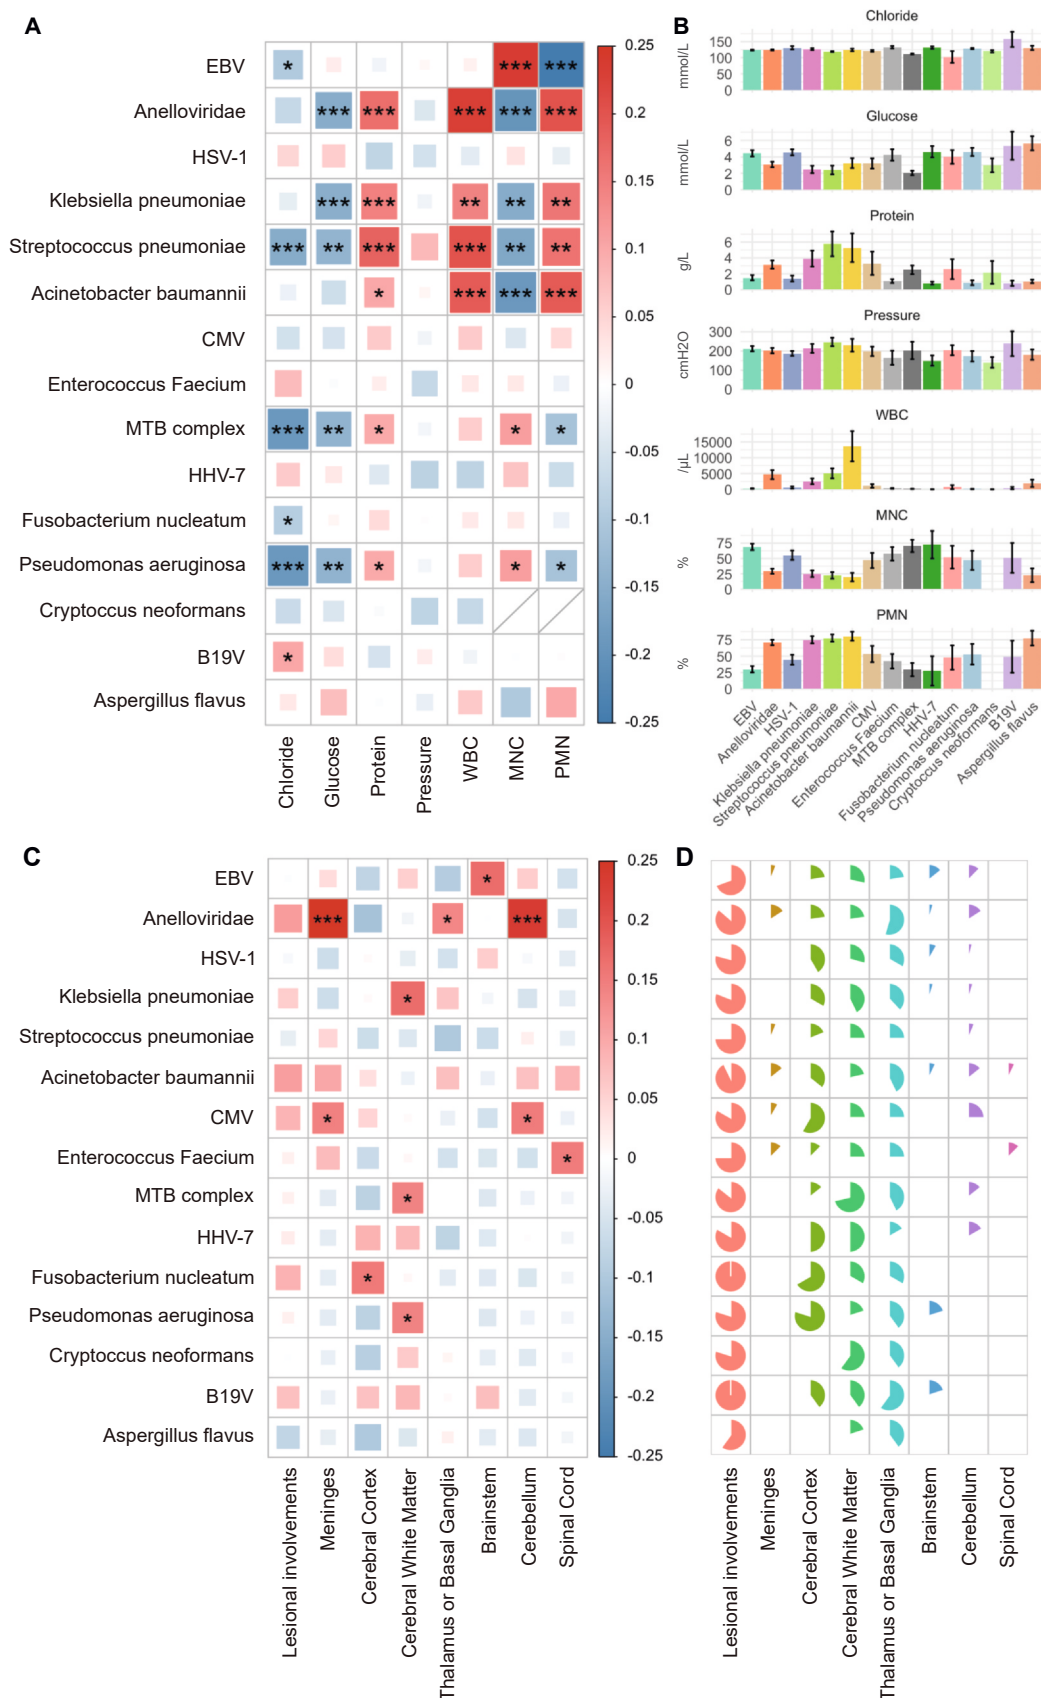 A
EBV
Anelloviridae
HSV-1
Klebsiella pneumoniae
Streptococcus pneumoniae
Acinetobacter baumannii
CMV
Enterococcus Faecium
MTB complex
HHV-7
Fusobacterium nucleatum
Pseudomonas aeruginosa
Cryptoccus neoformans
B19V
Aspergillus flavus
* *** ***
*** *** *** *** ***
*** *** ** ** **
*** ** *** *** ** **
* *** *** ***
*** ** * * *
*
*** ** * * *
*
Chloride
Glucose
Protein
Pressure
WBC
MNC
PMN
0.25
0.2
0.15
0.1
0.05
0
-0.05
-0.1
-0.15
-0.2
-0.25
B
Chloride
mmol/L
150
100
50
0
Glucose
mmol/L
6
4
2
0
Protein
g/L
6
4
2
0
Pressure
cmH2O
300
200
100
0
WBC
/µL
15000
10000
5000
0
MNC
%
75
50
25
0
PMN
%
75
50
25
0
EBV
Anelloviridae
HSV-1
Klebsiella pneumoniae
Streptococcus pneumoniae
Acinetobacter baumannii
CMV
Enterococcus Faecium
MTB complex
HHV-7
Fusobacterium nucleatum
Pseudomonas aeruginosa
Cryptoccus neoformans
B19V
Aspergillus flavus
C
EBV
Anelloviridae
HSV-1
Klebsiella pneumoniae
Streptococcus pneumoniae
Acinetobacter baumannii
CMV
Enterococcus Faecium
MTB complex
HHV-7
Fusobacterium nucleatum
Pseudomonas aeruginosa
Cryptoccus neoformans
B19V
Aspergillus flavus
*
*** * ***
*
* *
*
*
*
*
Lesional involvements
Meninges
Cerebral Cortex
Cerebral White Matter
Thalamus or Basal Ganglia
Brainstem
Cerebellum
Spinal Cord
0.25
0.2
0.15
0.1
0.05
0
-0.05
-0.1
-0.15
-0.2
-0.25
D
Lesional involvements
Meninges
Cerebral Cortex
Cerebral White Matter
Thalamus or Basal Ganglia
Brainstem
Cerebellum
Spinal Cord